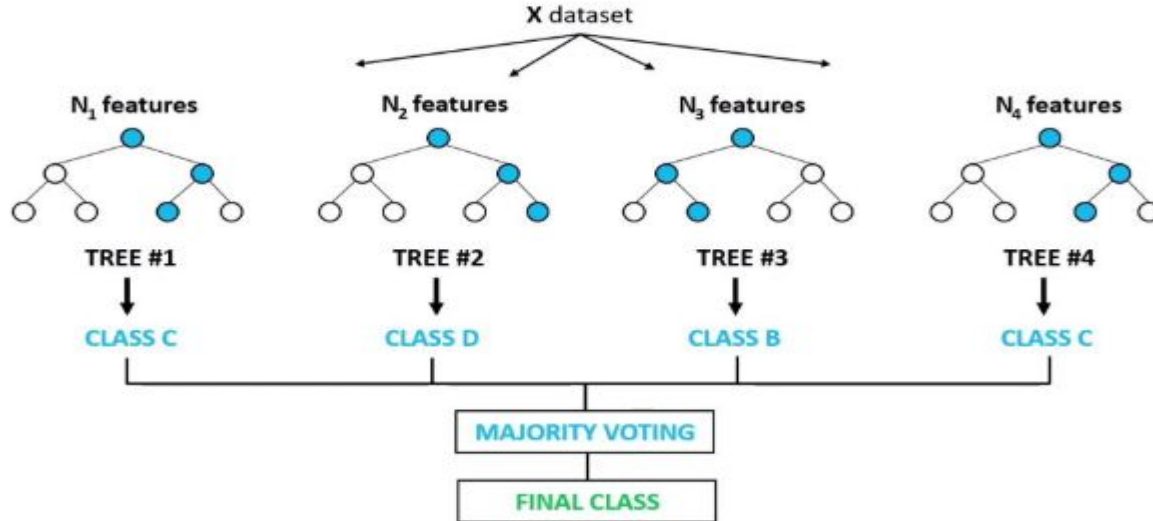 X dataset
N₁ features N₂ features N₃ features N₄ features
TREE #1 TREE #2 TREE #3 TREE #4
CLASS C CLASS D CLASS B CLASS C
MAJORITY VOTING
FINAL CLASS